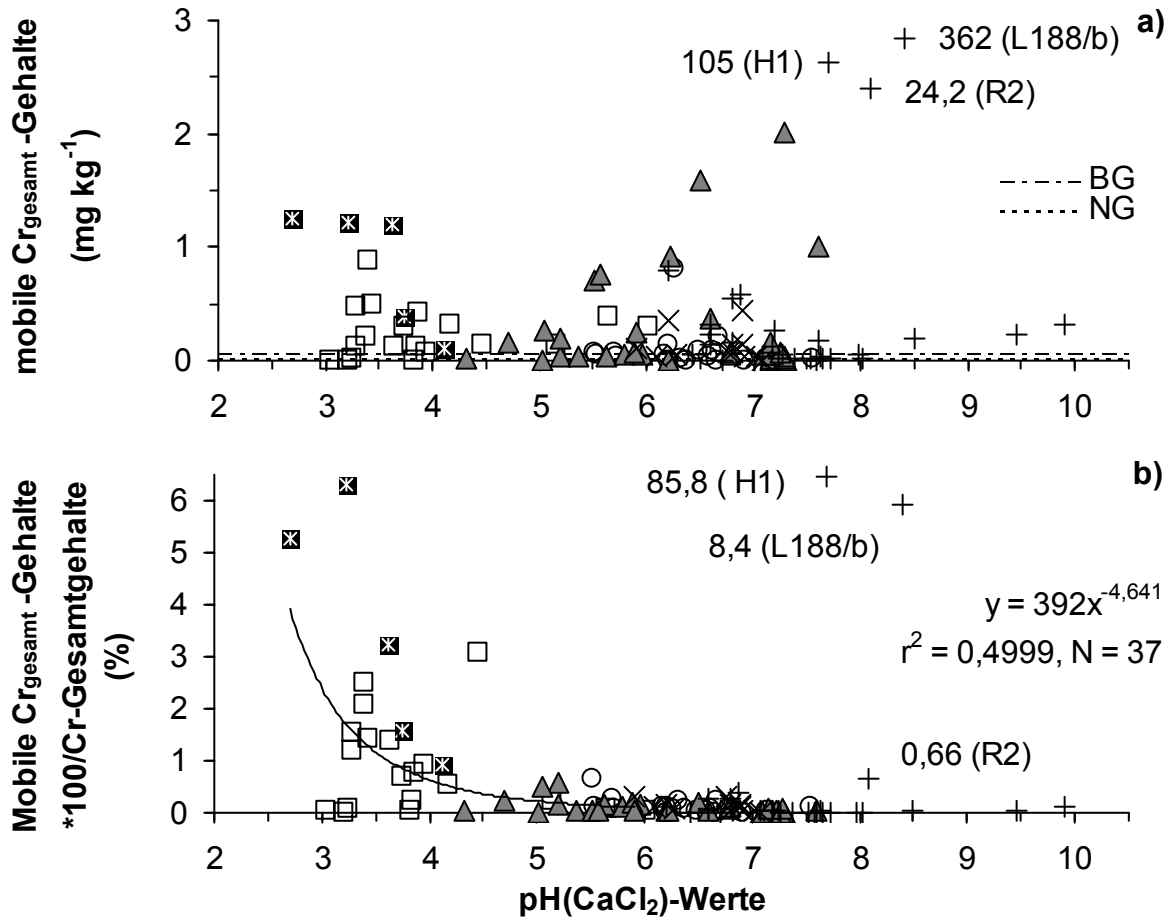 a)
mobile Crgesamt -Gehalte
(mg kg-1)
3
2
1
0
362 (L188/b)
105 (H1)
24,2 (R2)
BG
NG
2 3 4 5 6 7 8 9 10
b)
Mobile Crgesamt -Gehalte
*100/Cr-Gesamtgehalte
(%)
6
5
4
3
2
1
0
85,8 ( H1)
8,4 (L188/b)
y = 392x-4,641
r2 = 0,4999, N = 37
0,66 (R2)
2 3 4 5 6 7 8 9 10
pH(CaCl2)-Werte